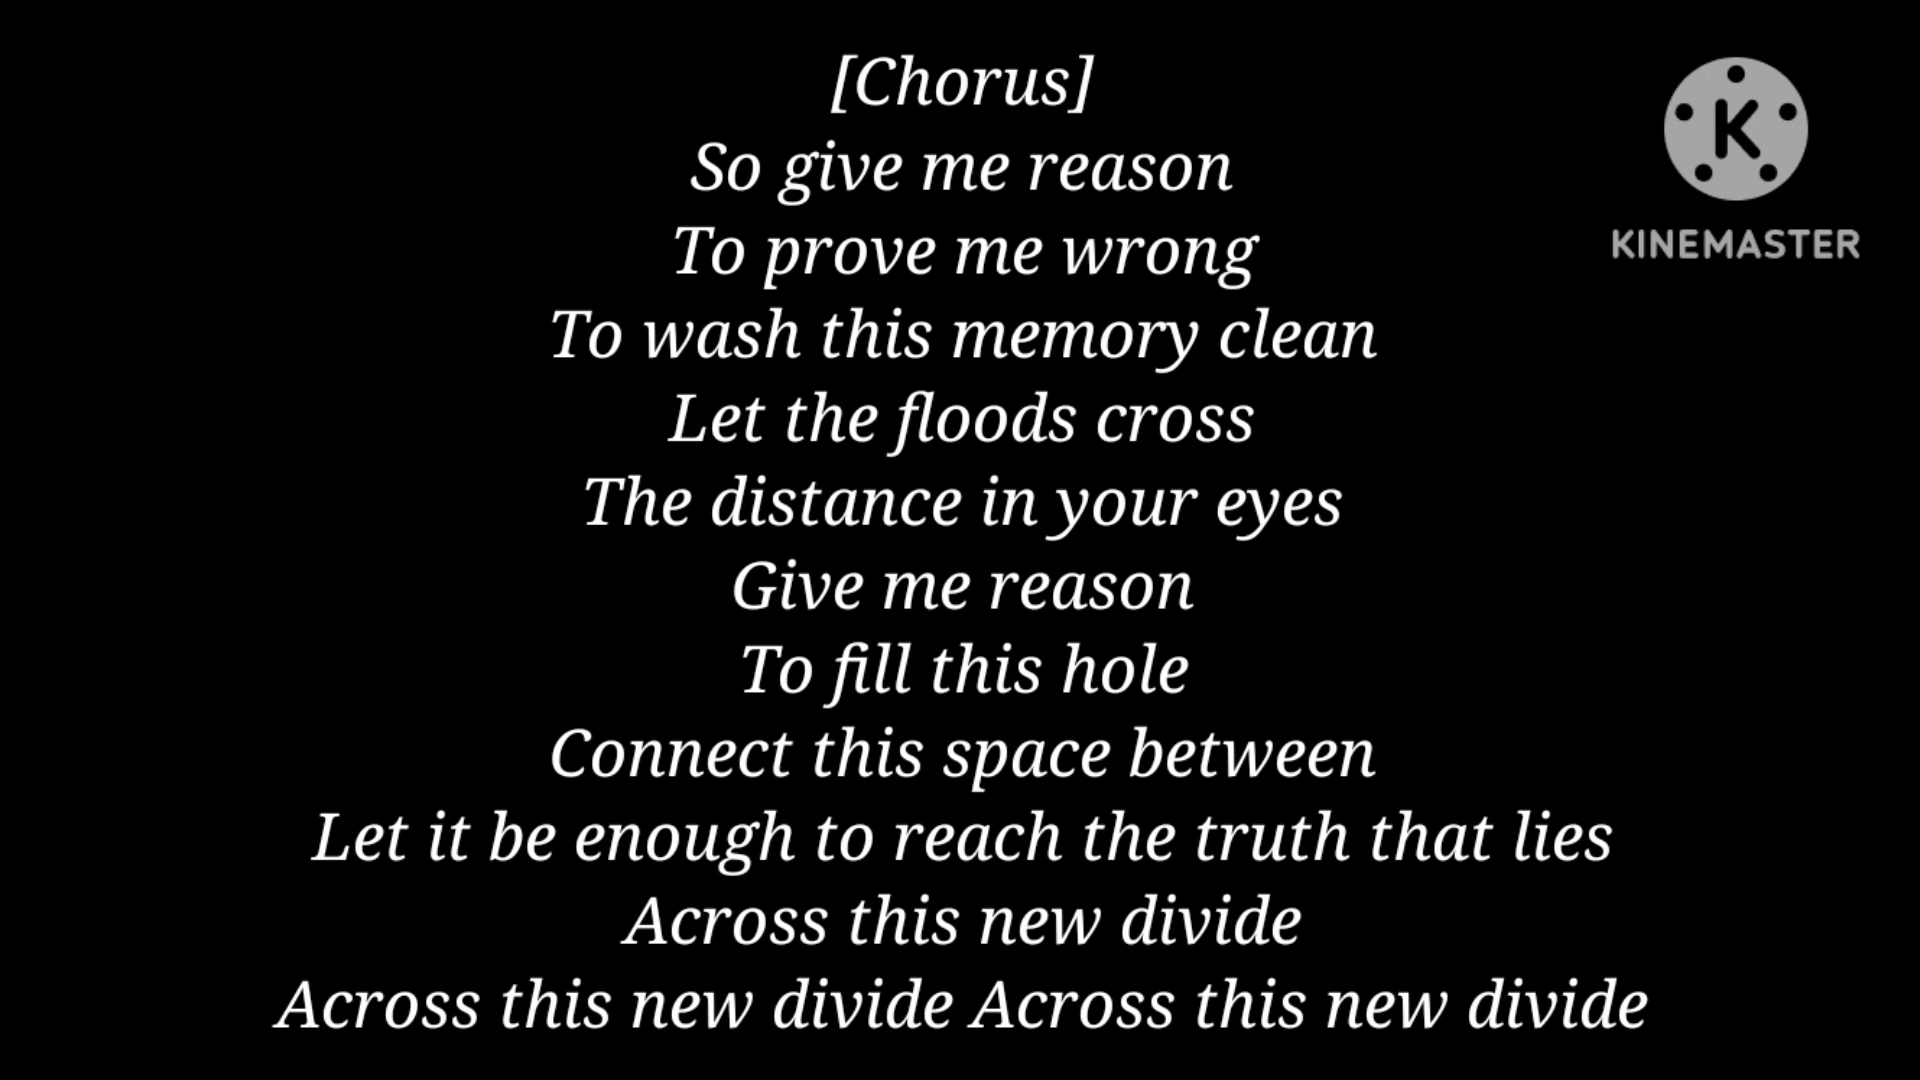 [Chorus]
So give me reason
To prove me wrong
To wash this memory clean
Let the floods cross
The distance in your eyes
Give me reason
To fill this hole
Connect this space between
Let it be enough to reach the truth that lies
Across this new divide
Across this new divide Across this new divide
K
KINEMASTER